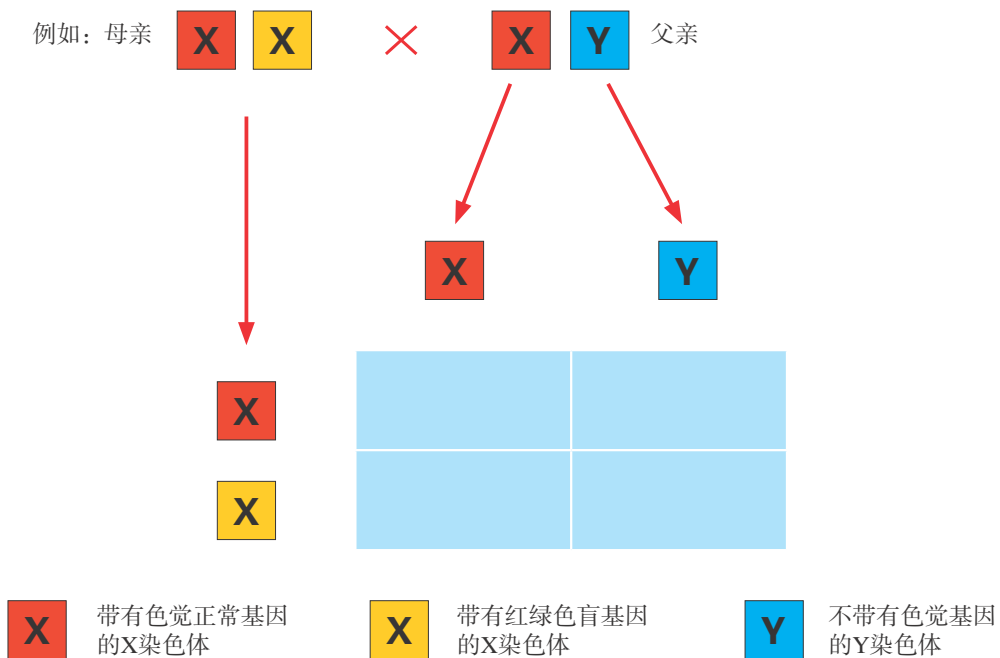 例如：母亲 X X × X Y 父亲
X Y
X
X
X 带有色觉正常基因
的X染色体
X 带有红绿色盲基因
的X染色体
Y 不带有色觉基因
的Y染色体